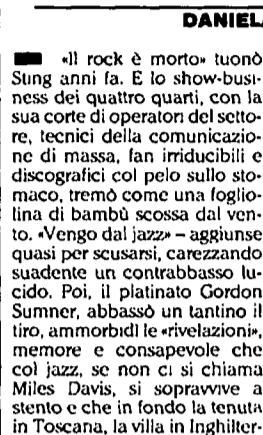 DANIEL
«Il rock è morto» tuonò
Sting anni fa. E lo show-busi-
ness dei quattro quarti, con la
sua corte di operatori del setto-
re, tecnici della comunicazio-
ne di massa, fan irriducibili e
discografici col pelo sullo sto-
maco, tremò come una foglio-
lina di bambù scossa dal ven-
to. «Vengo dal jazz» – aggiunse
quasi per scusarsi, carezzando
suadente un contrabbasso lu-
cido. Poi, il platinato Gordon
Sumner, abbassò un tantino il
tiro, ammorbidì le «rivelazioni»,
memore e consapevole che
col jazz, se non ci si chiama
Miles Davis, si sopravvive a
stento e che in fondo la tenuta
in Toscana, la villa in Inghilter-